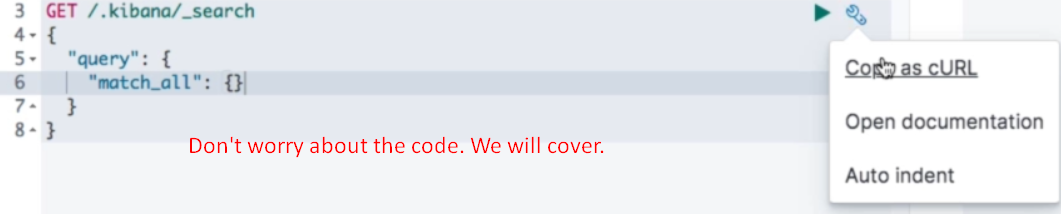 3 GET /.kibana/_search
4 {
5 "query": {
6 "match_all": {}
7 }
8 }
Don't worry about the code. We will cover.
Copy as cURL
Open documentation
Auto indent